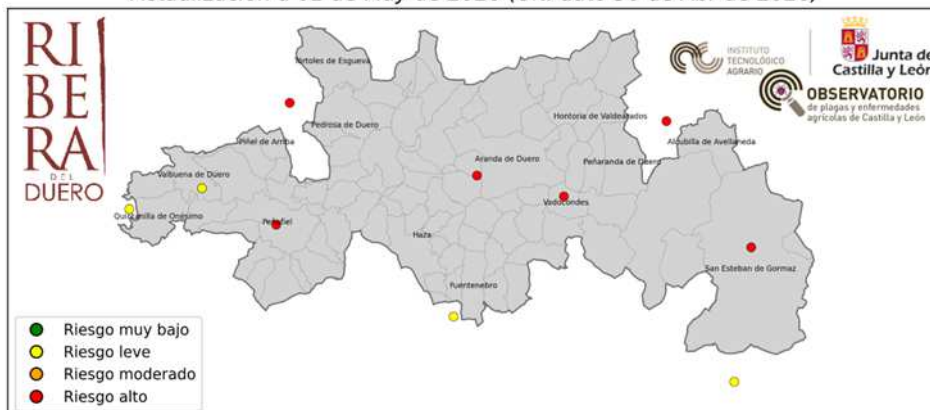 RI
BE
RA
DEL
DUERO
INSTITUTO
TECNOLÓGICO
AGRARIO
Junta de
Castilla y León
OBSERVATORIO
de plagas y enfermedades
agrícolas de Castilla y León
Tórtoles de Esgueva
Pedrosa de Duero
Hontoria de Valdearados
Piñel de Arriba
Alcubilla de Avellaneda
Aranda de Duero
Peñaranda de Duero
Valbuena de Duero
Vadocondes
Quintanilla de Onésimo
Peñafiel
Haza
San Esteban de Gormaz
Fuentenebro
Riesgo muy bajo
Riesgo leve
Riesgo moderado
Riesgo alto